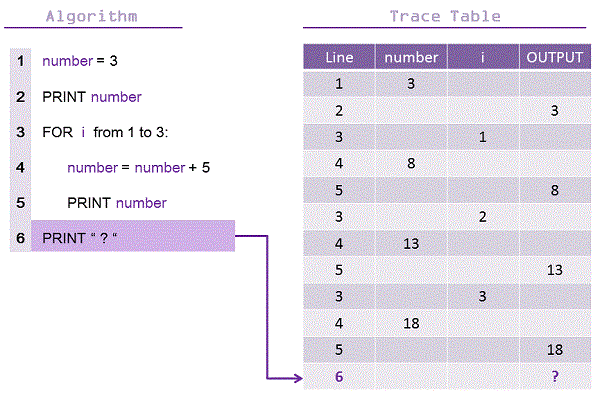 Algorithm
1 number = 3
2 PRINT number
3 FOR i from 1 to 3:
4 number = number + 5
5 PRINT number
6 PRINT “ ? “
Trace Table
Line number i OUTPUT
1 3
2 3
3 1
4 8
5 8
3 2
4 13
5 13
3 3
4 18
5 18
6 ?